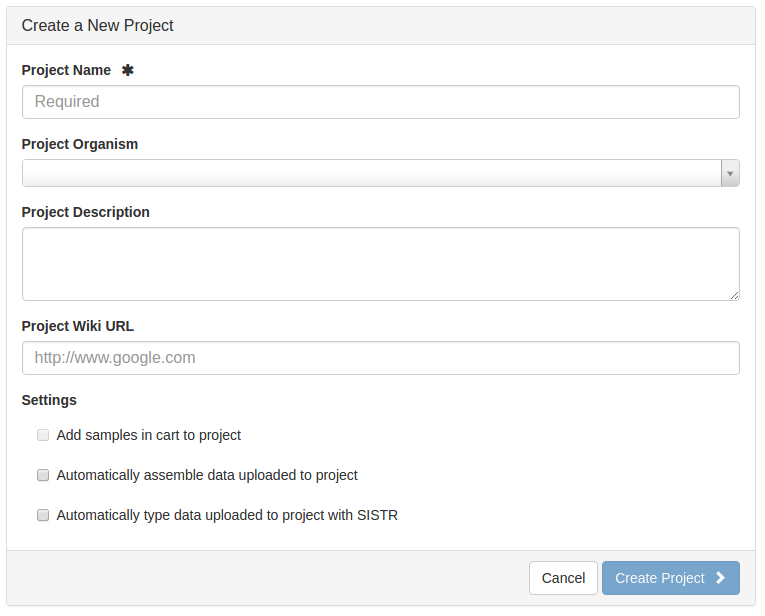 Create a New Project
Project Name ✱
Required
Project Organism
Project Description
Project Wiki URL
http://www.google.com
Settings
Add samples in cart to project
Automatically assemble data uploaded to project
Automatically type data uploaded to project with SISTR
Cancel
Create Project